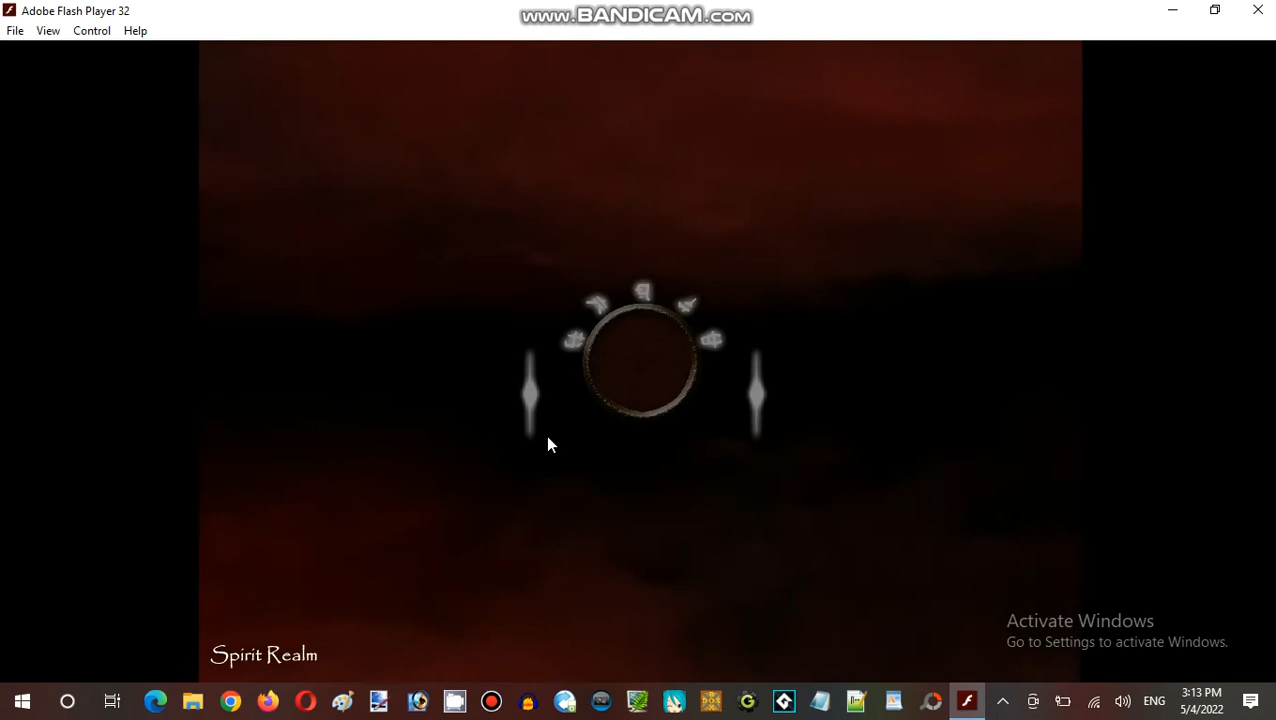 Adobe Flash Player 32
www.BANDICAM.com
File View Control Help
Spirit Realm
Activate Windows
Go to Settings to activate Windows.
ENG
3:13 PM
5/4/2022